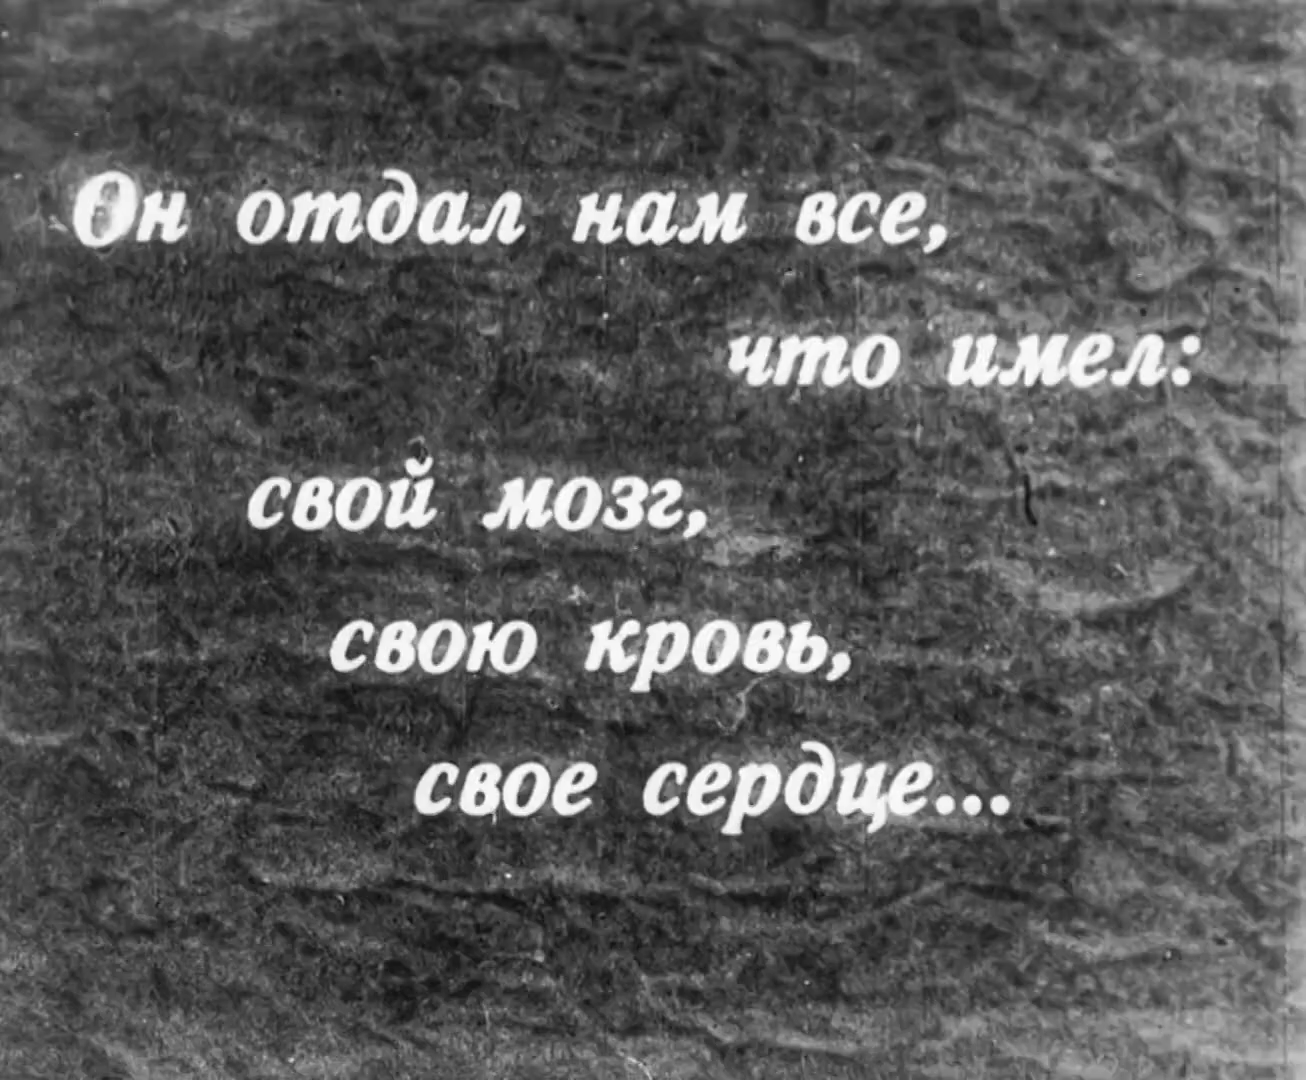 Он отдал нам все,
что имел:
свой мозг,
свою кровь,
свое сердце...